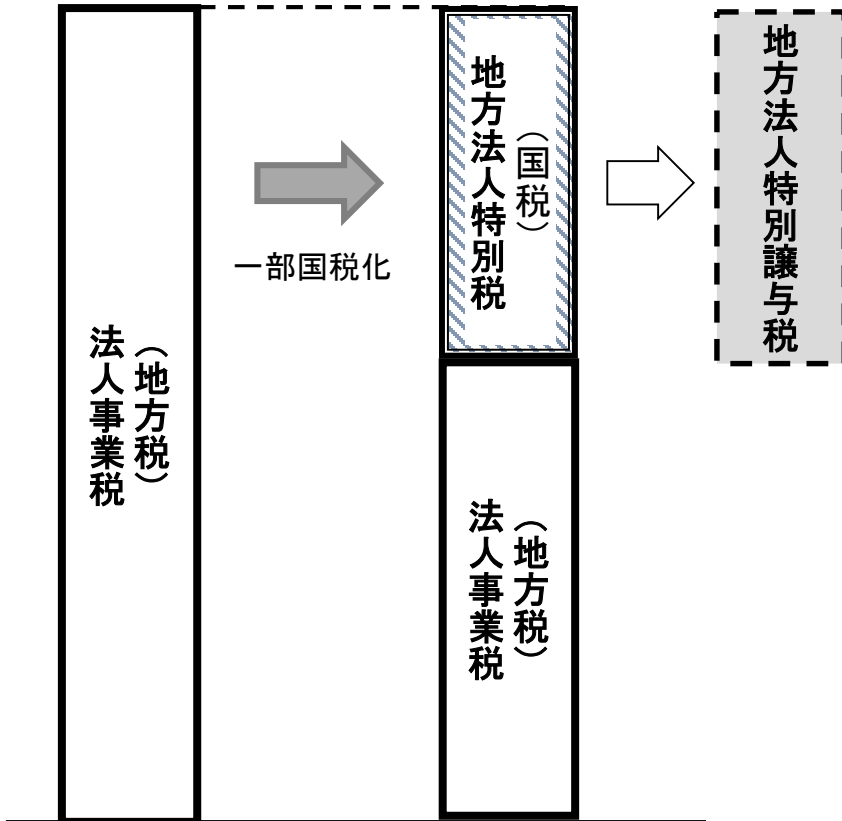 法人事業税
（地方税）
一部国税化
地方法人特別税
（国税）
法人事業税
（地方税）
地方法人特別譲与税